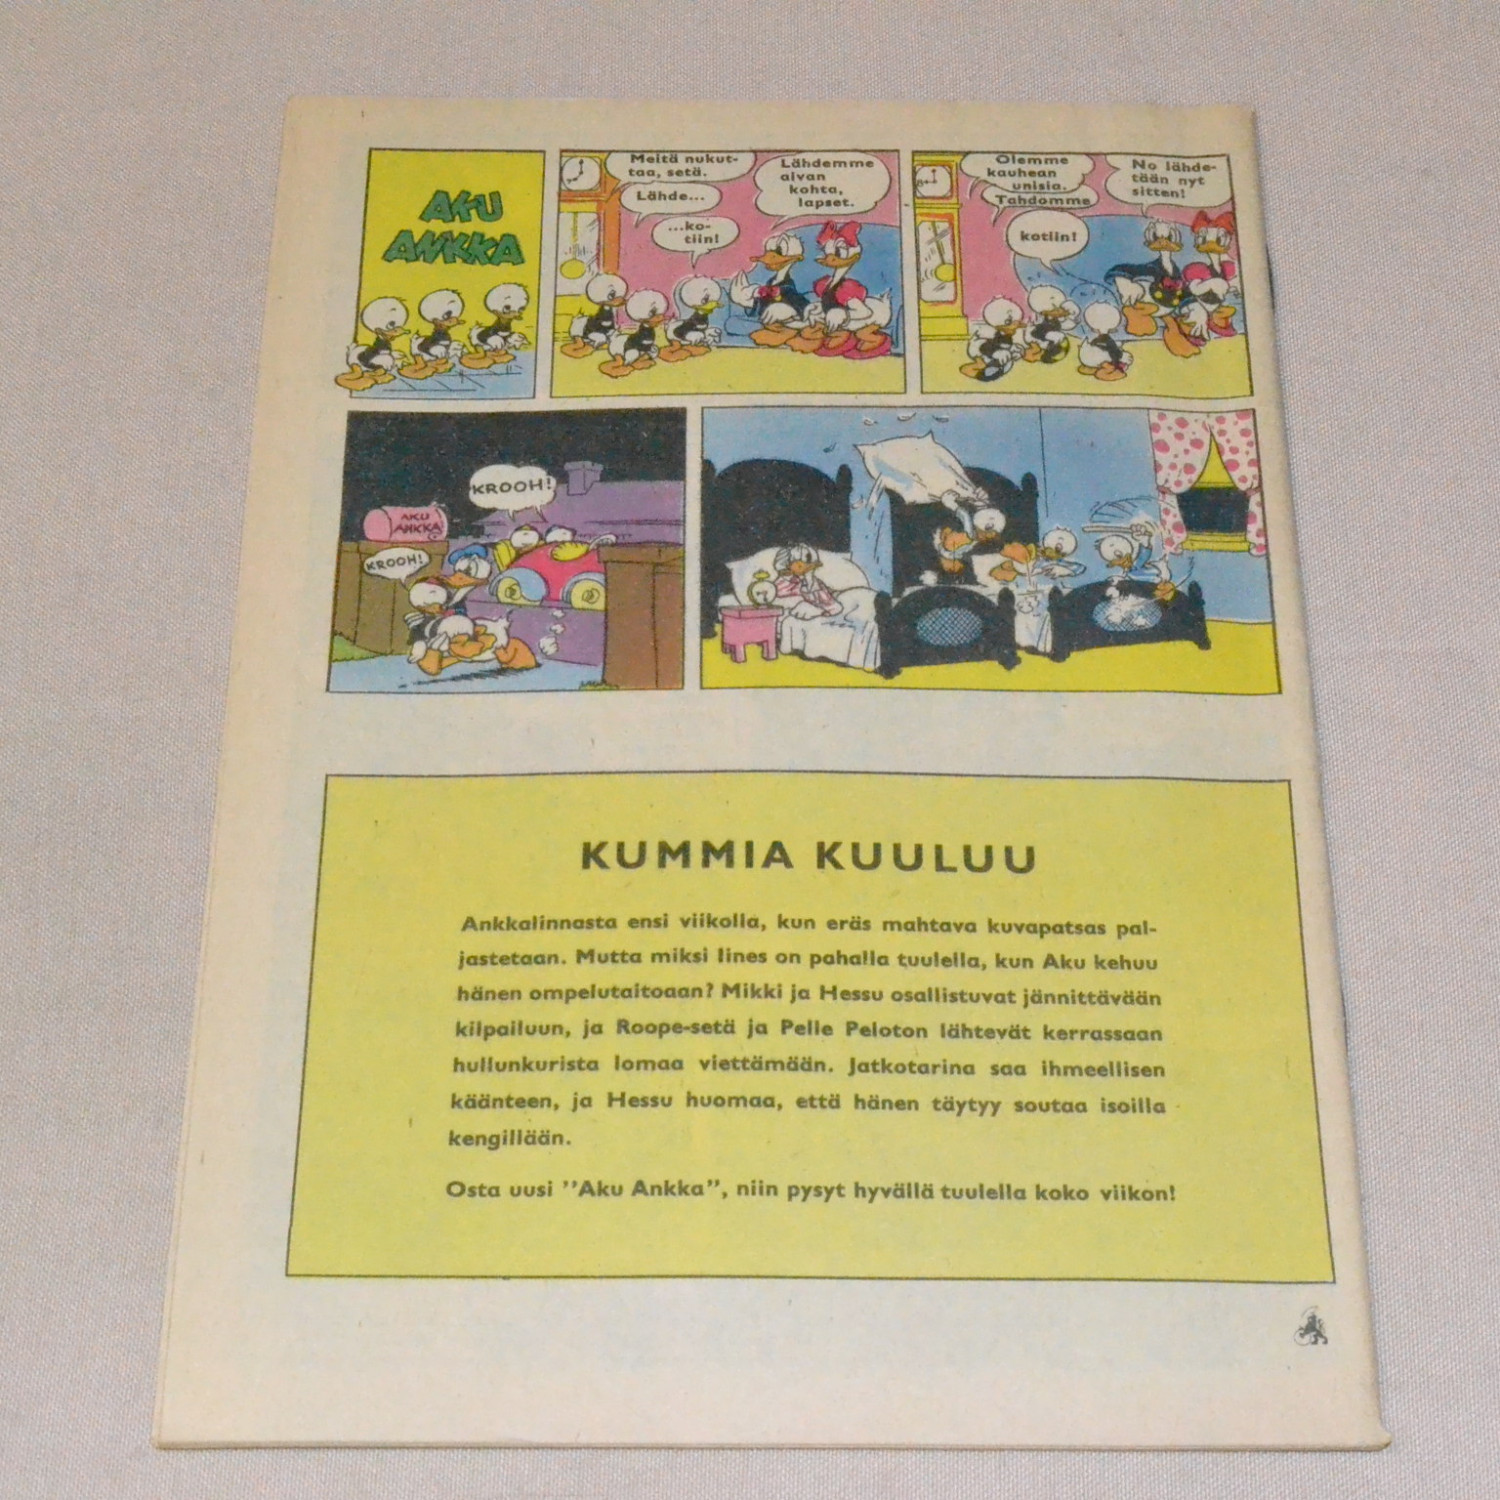 AKU
ANKKA
Meitä nukut-
taa, setä.
Lähde...
...ko-
tiin!
Lähdemme
aivan
kohta,
lapset.
Olemme
kauhean
unisia.
Tahdomme
kotiin!
No lähde-
tään nyt
sitten!
AKU
ANKKA
KROOH!
KROOH!
KUMMIA KUULUU
Ankkalinnasta ensi viikolla, kun eräs mahtava kuvapatsas pal-
jastetaan. Mutta miksi Iines on pahalla tuulella, kun Aku kehuu
hänen ompelutaitoaan? Mikki ja Hessu osallistuvat jännittävään
kilpailuun, ja Roope-setä ja Pelle Peloton lähtevät kerrassaan
hullunkurista lomaa viettämään. Jatkotarina saa ihmeellisen
käänteen, ja Hessu huomaa, että hänen täytyy soutaa isoilla
kengillään.
Osta uusi ”Aku Ankka”, niin pysyt hyvällä tuulella koko viikon!